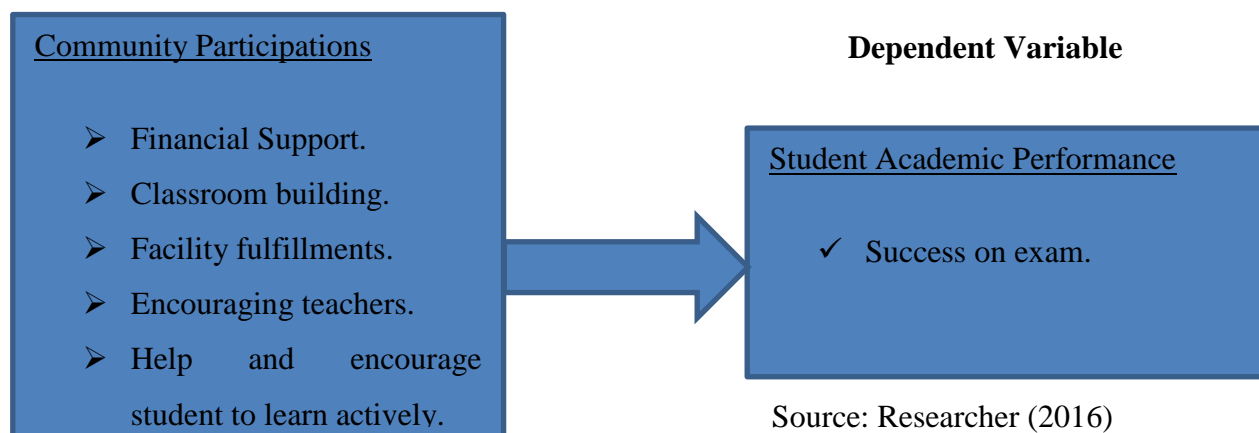 Community Participations
➢ Financial Support.
➢ Classroom building.
➢ Facility fulfillments.
➢ Encouraging teachers.
➢ Help and encourage
student to learn actively.
Dependent Variable
Student Academic Performance
✓ Success on exam.
Source: Researcher (2016)